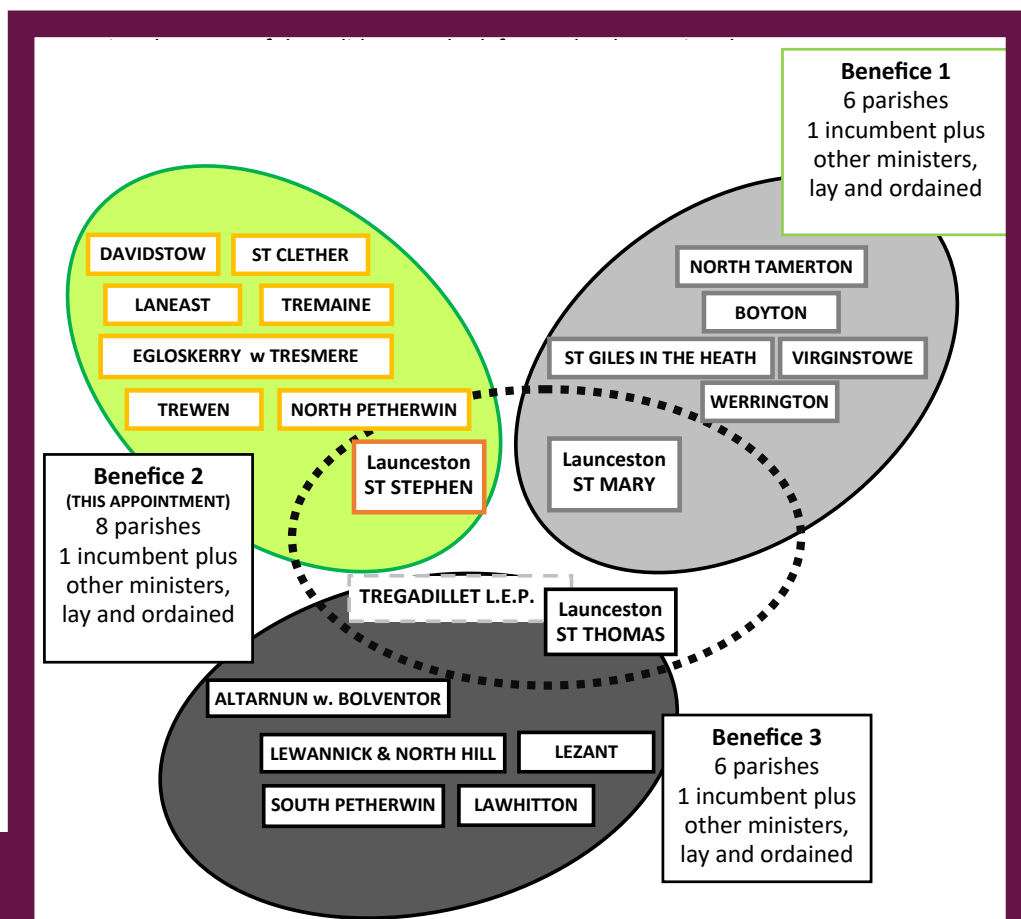 Benefice 1
6 parishes
1 incumbent plus
other ministers,
lay and ordained
DAVIDSTOW
ST CLETHER
LANEAST
TREMAINE
EGLOSKERRY w TRESMERE
TREWEN
NORTH PETHERWIN
Launceston
ST STEPHEN
NORTH TAMERTON
BOYTON
ST GILES IN THE HEATH
VIRGINSTOWE
WERRINGTON
Launceston
ST MARY
Benefice 2
(THIS APPOINTMENT)
8 parishes
1 incumbent plus
other ministers,
lay and ordained
TREGADILLET L.E.P.
Launceston
ST THOMAS
ALTARNUN w. BOLVENTOR
LEWANNICK & NORTH HILL
LEZANT
SOUTH PETHERWIN
LAWHITTON
Benefice 3
6 parishes
1 incumbent plus
other ministers,
lay and ordained